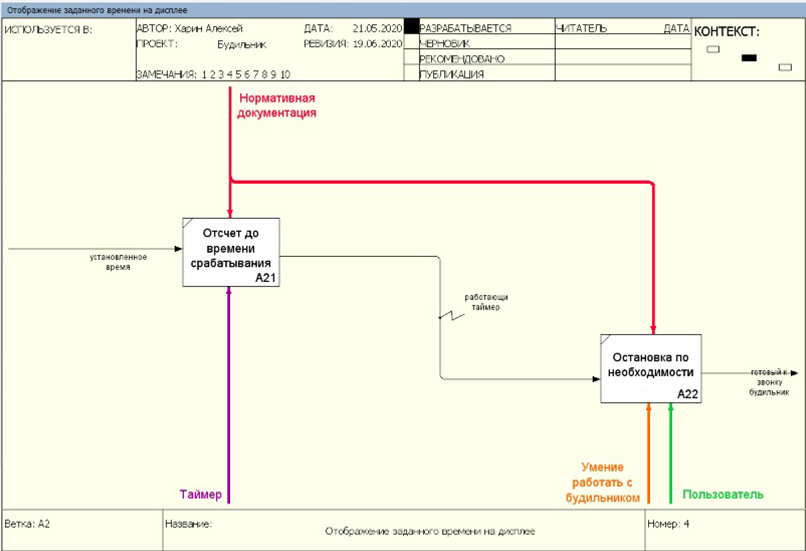 Отображение заданного времени на дисплее
ИСПОЛЬЗУЕТСЯ В:
АВТОР: Харин Алексей
ДАТА: 21.05.2020
ПРОЕКТ: Будильник
РЕВИЗИЯ: 19.06.2020
ЗАМЕЧАНИЯ: 1 2 3 4 5 6 7 8 9 10
РАЗРАБАТЫВАЕТСЯ
ЧЕРНОВИК
РЕКОМЕНДОВАНО
ПУБЛИКАЦИЯ
ЧИТАТЕЛЬ
ДАТА
КОНТЕКСТ:
Нормативная
документация
установленное
время
Отсчет до
времени
срабатывания
A21
работающи
таймер
Остановка по
необходимости
A22
готовый к
звонку
будильник
Таймер
Умение
работать с
будильником
Пользователь
Ветка: A2
Название:
Отображение заданного времени на дисплее
Номер: 4